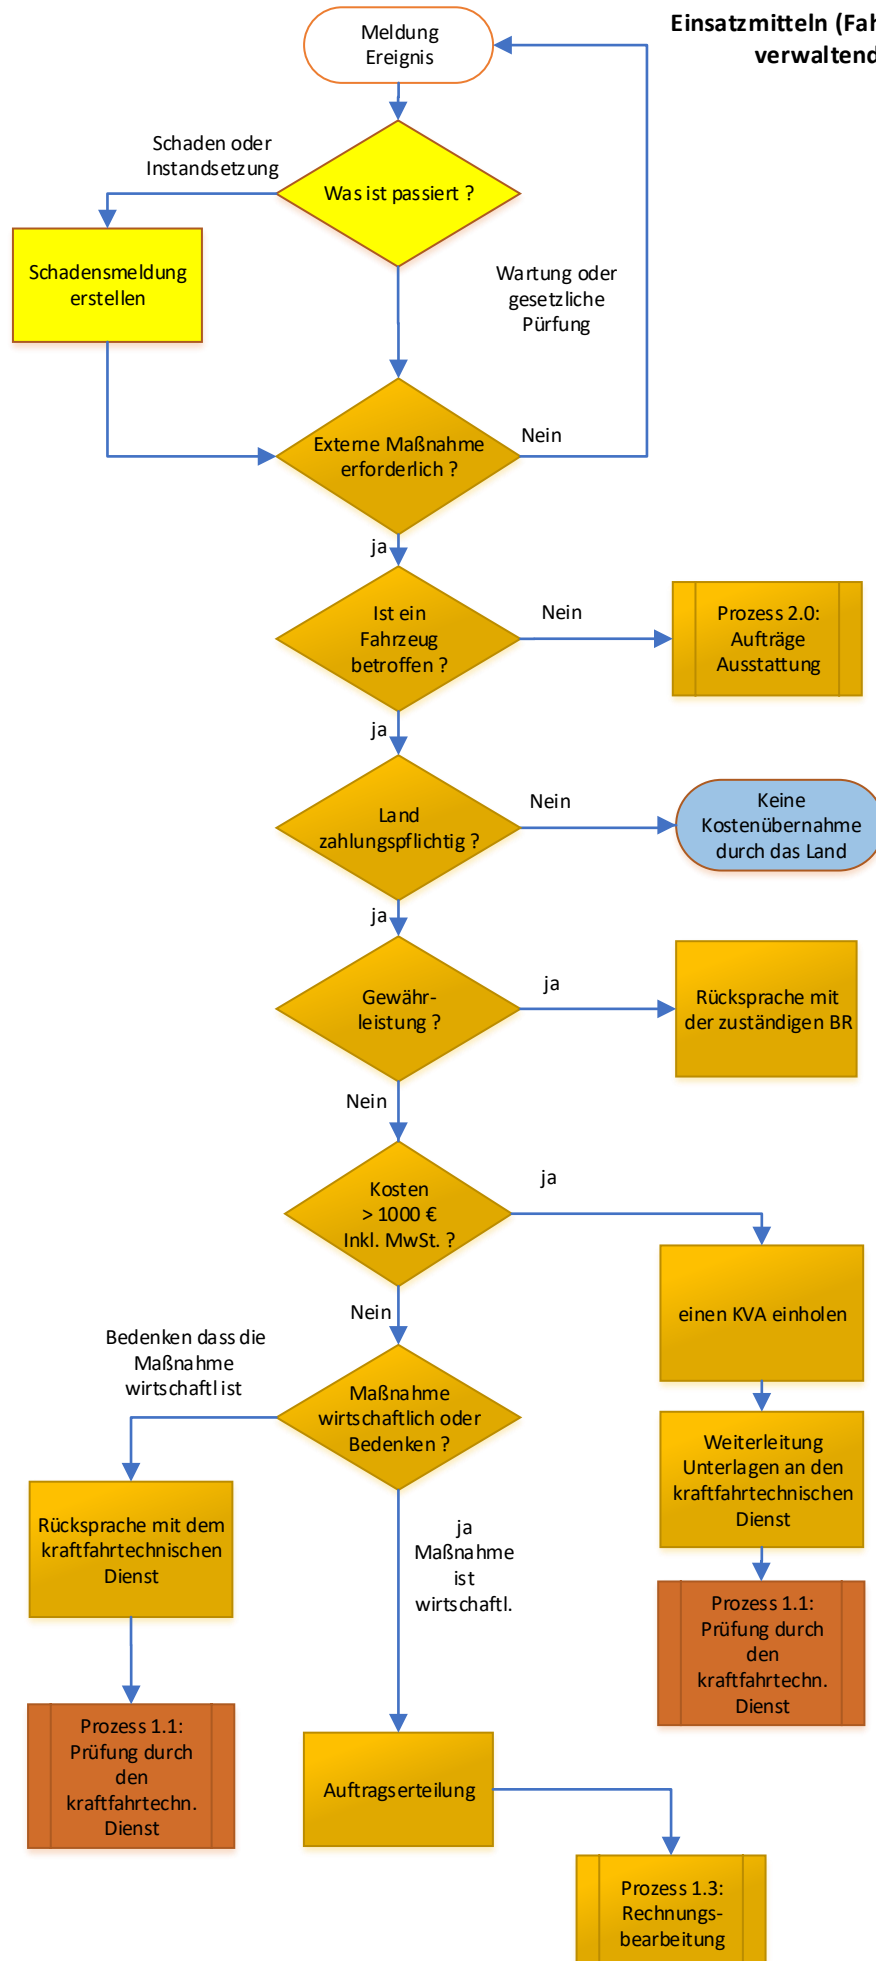 Meldung
Ereignis
Einsatzmitteln (Fah
verwaltend
Schaden oder
Instandsetzung
Was ist passiert ?
Schadensmeldung
erstellen
Wartung oder
gesetzliche
Pürfung
Externe Maßnahme
erforderlich ?
Nein
ja
Ist ein
Fahrzeug
betroffen ?
Nein
Prozess 2.0:
Aufträge
Ausstattung
ja
Land
zahlungspflichtig ?
Nein
Keine
Kostenübernahme
durch das Land
ja
Gewähr-
leistung ?
ja
Rücksprache mit
der zuständigen BR
Nein
Kosten
> 1000 €
Inkl. MwSt. ?
ja
einen KVA einholen
Nein
Bedenken dass die
Maßnahme
wirtschaftl ist
Maßnahme
wirtschaftlich oder
Bedenken ?
Weiterleitung
Unterlagen an den
kraftfahrtechnischen
Dienst
Rücksprache mit dem
kraftfahrtechnischen
Dienst
ja
Maßnahme
ist
wirtschaftl.
Prozess 1.1:
Prüfung durch
den
kraftfahrtechn.
Dienst
Prozess 1.1:
Prüfung durch
den
kraftfahrtechn.
Dienst
Auftragserteilung
Prozess 1.3:
Rechnungs-
bearbeitung